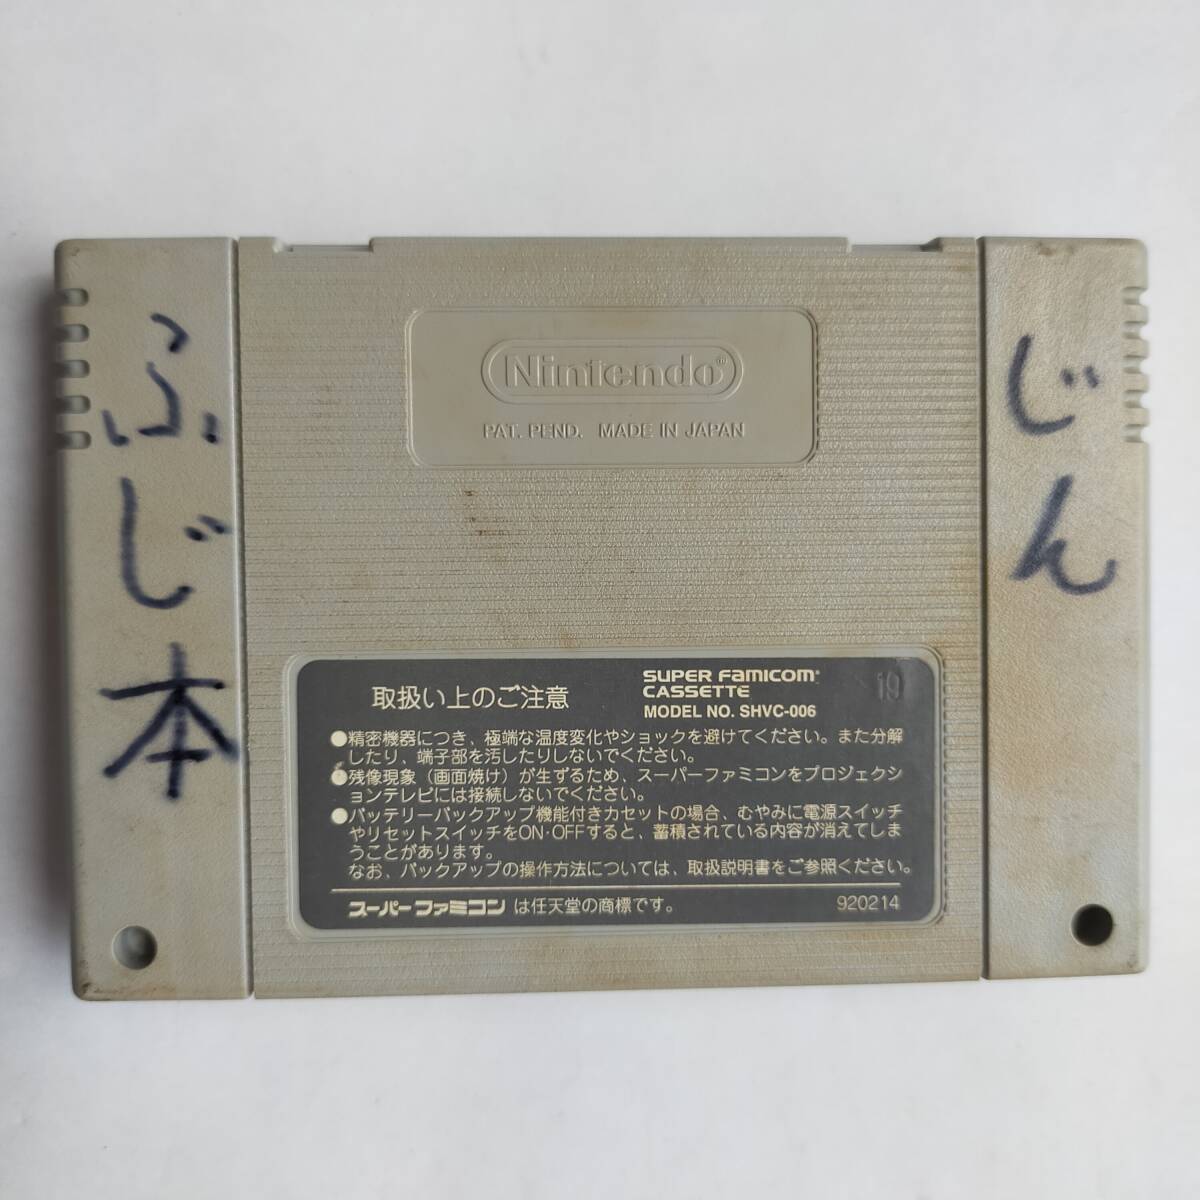 ふじ本
じん
Nintendo®
PAT. PEND. MADE IN JAPAN
取扱い上のご注意
SUPER FAMICOM
CASSETTE
MODEL NO. SHVC-006
19
●精密機器につき、極端な温度変化やショックを避けてください。また分解
したり、端子部を汚したりしないでください。
●残像現象（画面焼け）が生ずるため、スーパーファミコンをプロジェクシ
ョンテレビには接続しないでください。
●バッテリーバックアップ機能付きカセットの場合、むやみに電源スイッチ
やリセットスイッチをON・OFFすると、蓄積されている内容が消えてしま
うことがあります。
なお、バックアップの操作方法については、取扱説明書をご参照ください。
スーパーファミコンは任天堂の商標です。
920214